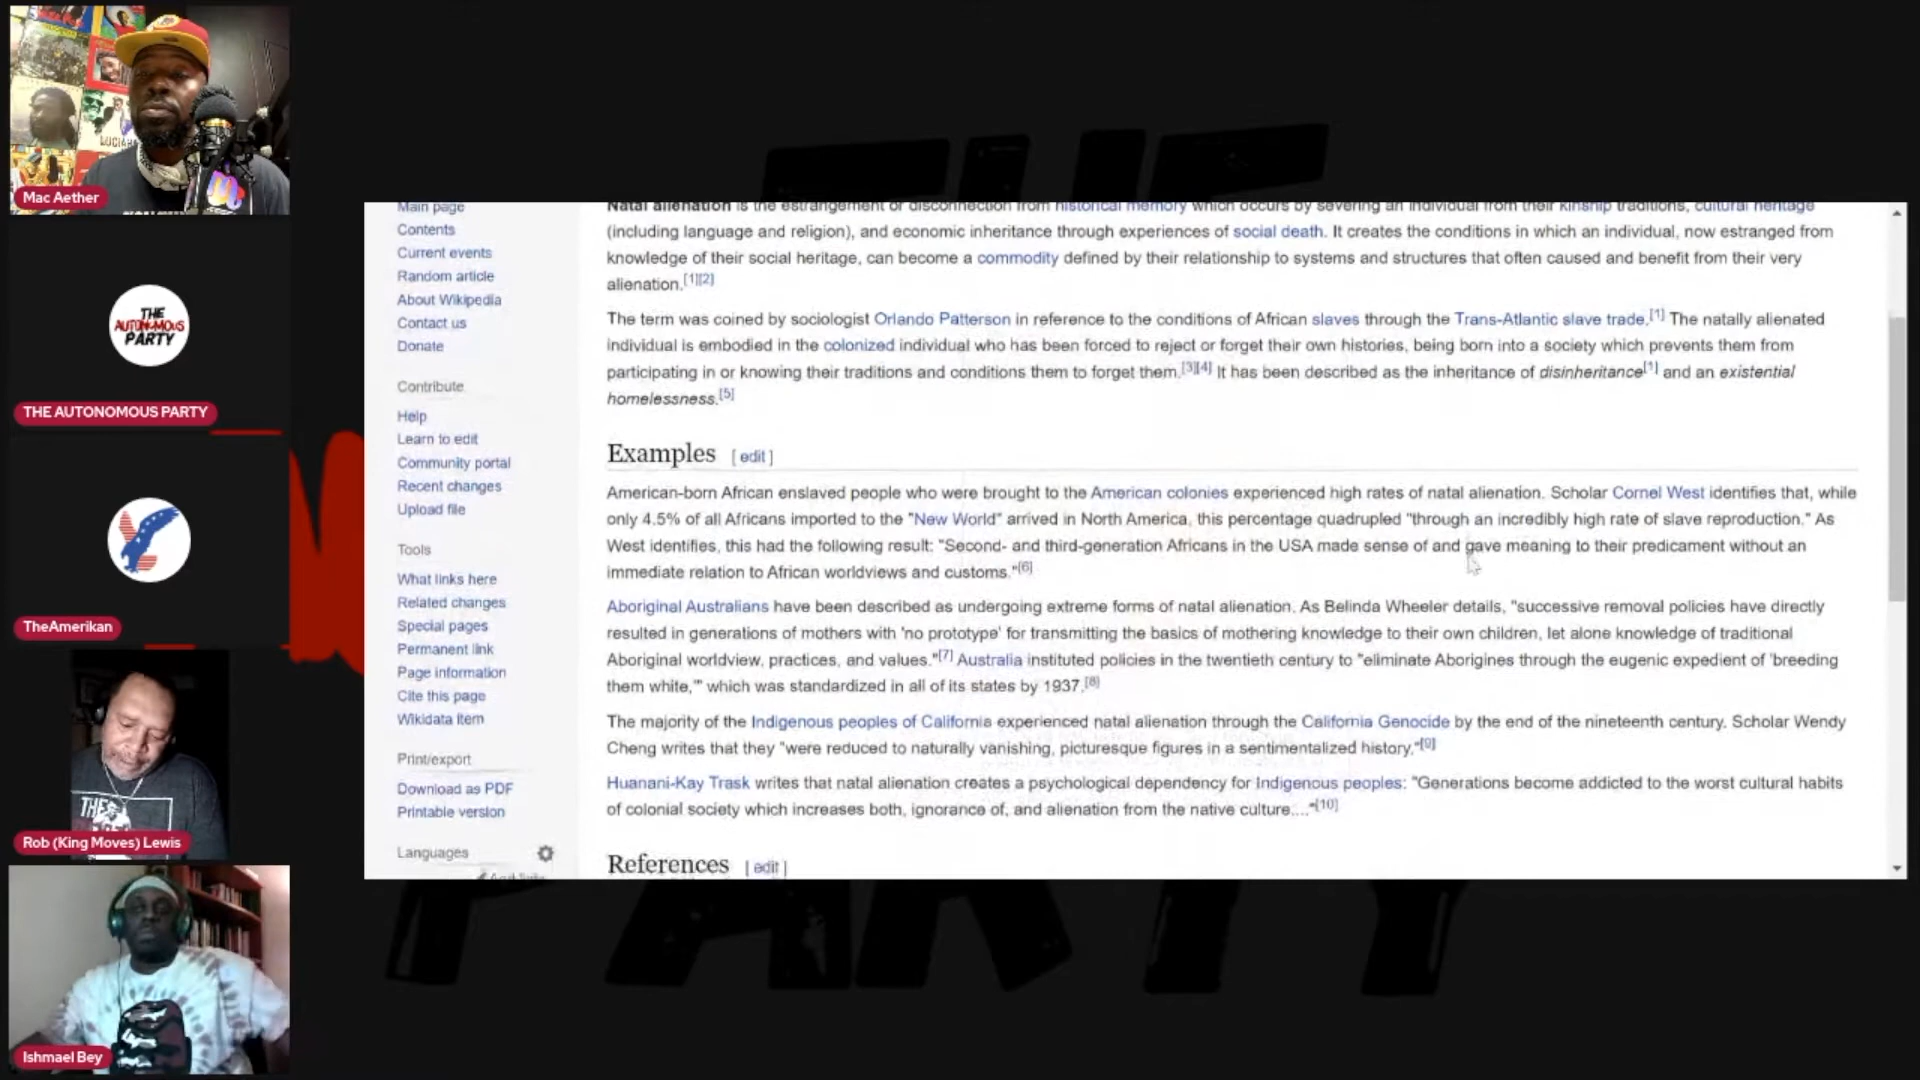 LUCIA
Mac Aether
THE
AUTONOMOUS
PARTY
THE AUTONOMOUS PARTY
TheAmerikan
THE
Rob (King Moves) Lewis
Ishmael Bey
THE
PARTY
Main page
Contents
Current events
Random article
About Wikipedia
Contact us
Donate
Contribute
Help
Learn to edit
Community portal
Recent changes
Upload file
Tools
What links here
Related changes
Special pages
Permanent link
Page information
Cite this page
Wikidata item
Print/export
Download as PDF
Printable version
Languages
Natal alienation is the estrangement or disconnection from historical memory which occurs by severing an individual from their kinship traditions, cultural heritage
(including language and religion), and economic inheritance through experiences of social death. It creates the conditions in which an individual, now estranged from
knowledge of their social heritage, can become a commodity defined by their relationship to systems and structures that often caused and benefit from their very
alienation.[1][2]
The term was coined by sociologist Orlando Patterson in reference to the conditions of African slaves through the Trans-Atlantic slave trade.[1] The natally alienated
individual is embodied in the colonized individual who has been forced to reject or forget their own histories, being born into a society which prevents them from
participating in or knowing their traditions and conditions them to forget them.[3][4] It has been described as the inheritance of disinheritance[1] and an existential
homelessness.[5]
Examples [ edit ]
American-born African enslaved people who were brought to the American colonies experienced high rates of natal alienation. Scholar Cornel West identifies that, while
only 4.5% of all Africans imported to the "New World" arrived in North America, this percentage quadrupled "through an incredibly high rate of slave reproduction." As
West identifies, this had the following result: "Second- and third-generation Africans in the USA made sense of and gave meaning to their predicament without an
immediate relation to African worldviews and customs."[6]
Aboriginal Australians have been described as undergoing extreme forms of natal alienation. As Belinda Wheeler details, "successive removal policies have directly
resulted in generations of mothers with 'no prototype' for transmitting the basics of mothering knowledge to their own children, let alone knowledge of traditional
Aboriginal worldview, practices, and values."[7] Australia instituted policies in the twentieth century to "eliminate Aborigines through the eugenic expedient of 'breeding
them white,'" which was standardized in all of its states by 1937.[8]
The majority of the Indigenous peoples of California experienced natal alienation through the California Genocide by the end of the nineteenth century. Scholar Wendy
Cheng writes that they "were reduced to naturally vanishing, picturesque figures in a sentimentalized history."[9]
Huanani-Kay Trask writes that natal alienation creates a psychological dependency for Indigenous peoples: "Generations become addicted to the worst cultural habits
of colonial society which increases both, ignorance of, and alienation from the native culture...."[10]
References [ edit ]